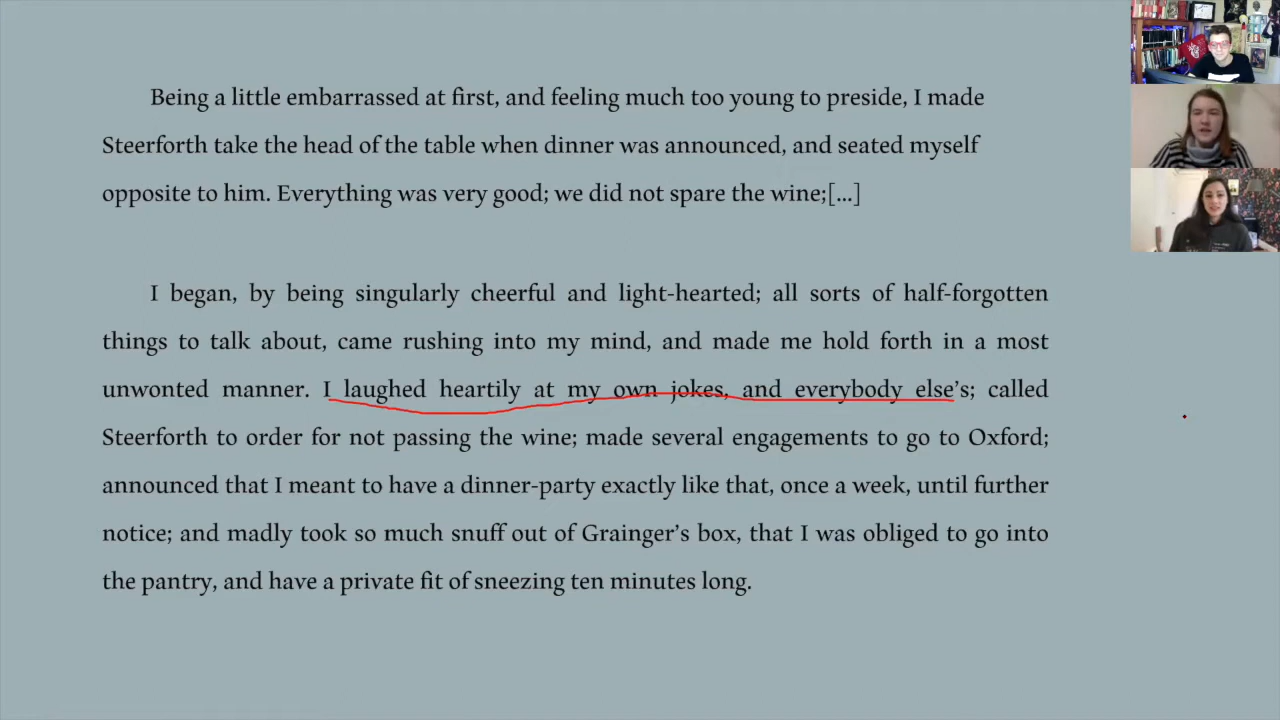 Being a little embarrassed at first, and feeling much too young to preside, I made
Steerforth take the head of the table when dinner was announced, and seated myself
opposite to him. Everything was very good; we did not spare the wine;[...]
I began, by being singularly cheerful and light-hearted; all sorts of half-forgotten
things to talk about, came rushing into my mind, and made me hold forth in a most
unwonted manner. I laughed heartily at my own jokes, and everybody else’s; called
Steerforth to order for not passing the wine; made several engagements to go to Oxford;
announced that I meant to have a dinner-party exactly like that, once a week, until further
notice; and madly took so much snuff out of Grainger’s box, that I was obliged to go into
the pantry, and have a private fit of sneezing ten minutes long.